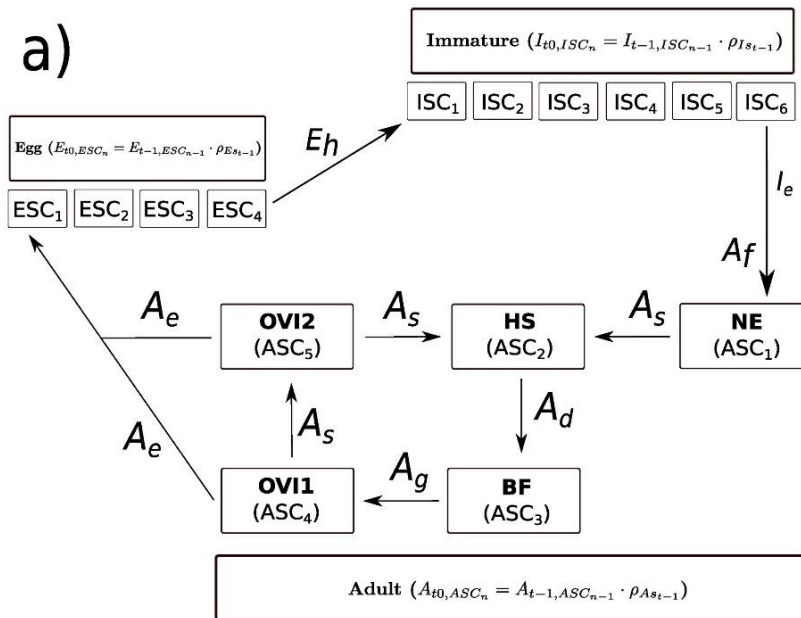 a)
Immature (I_{t0,ISC_n} = I_{t-1,ISC_{n-1}} · ρ_{Is_{t-1}})
ISC₁ ISC₂ ISC₃ ISC₄ ISC₅ ISC₆
Egg (E_{t0,ESC_n} = E_{t-1,ESC_{n-1}} · ρ_{Es_{t-1}})
E_h
I_e
ESC₁ ESC₂ ESC₃ ESC₄
A_f
A_e OVI2 A_s HS A_s NE
(ASC₅) (ASC₂) (ASC₁)
A_e A_s A_d
OVI1 A_g BF
(ASC₄) (ASC₃)
Adult (A_{t0,ASC_n} = A_{t-1,ASC_{n-1}} · ρ_{As_{t-1}})